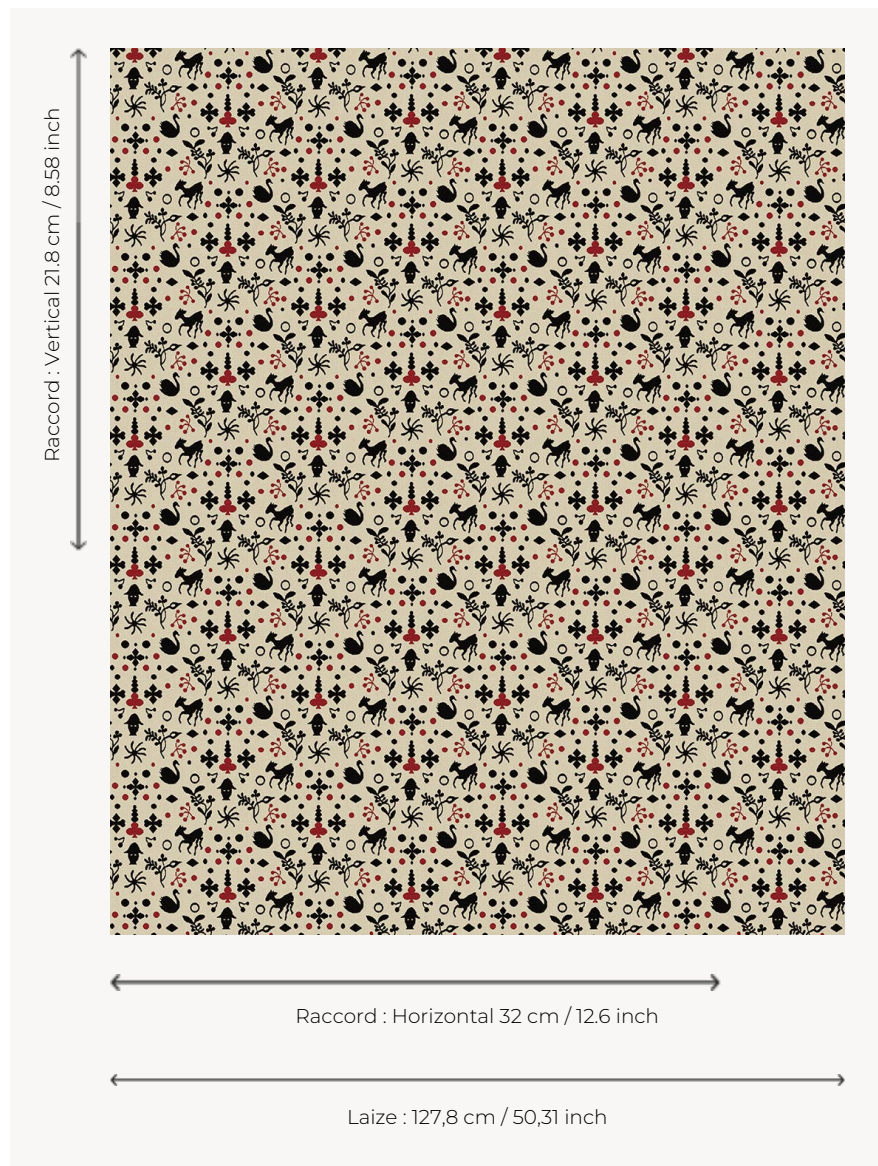 Raccord : Vertical 21.8 cm / 8.58 inch
Raccord : Horizontal 32 cm / 12.6 inch
Laize : 127,8 cm / 50,31 inch